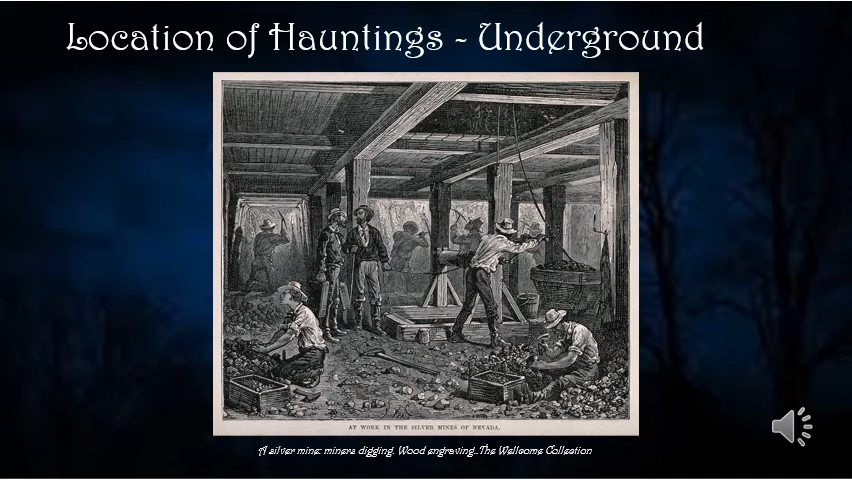 Location of Hauntings - Underground
AT WORK IN THE SILVER MINES OF NEVADA.
A silver mine: miners digging. Wood engraving..The Wellcome Collection